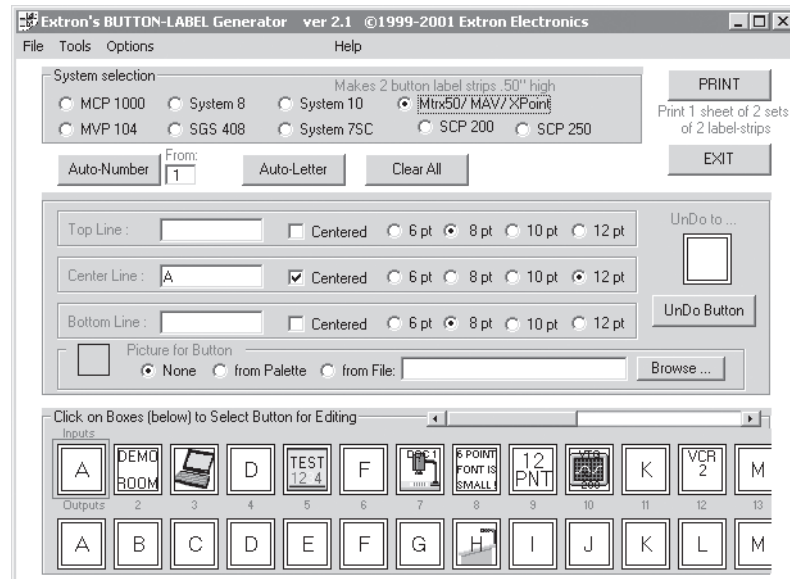 Extron's BUTTON-LABEL Generator ver 2.1 ©1999-2001 Extron Electronics
File Tools Options Help
System selection
Makes 2 button label strips .50" high
MCP 1000 System 8 System 10 Mtrx50/ MAV/ XPoint
MVP 104 SGS 408 System 7SC SCP 200 SCP 250
PRINT
Print 1 sheet of 2 sets
of 2 label-strips
EXIT
Auto-Number From: 1 Auto-Letter Clear All
Top Line : Centered 6 pt 8 pt 10 pt 12 pt
Center Line : A Centered 6 pt 8 pt 10 pt 12 pt
Bottom Line : Centered 6 pt 8 pt 10 pt 12 pt
UnDo to ...
UnDo Button
Picture for Button
None from Palette from File: Browse ...
Click on Boxes (below) to Select Button for Editing
Inputs
A
DEMO
ROOM
D
TEST
12 4
F
DOC 1
6 POINT
FONT IS
SMALL !
12
PNT
VTG
200
K
VCR
2
M
Outputs 2 3 4 5 6 7 8 9 10 11 12 13
A B C D E F G H I J K L M